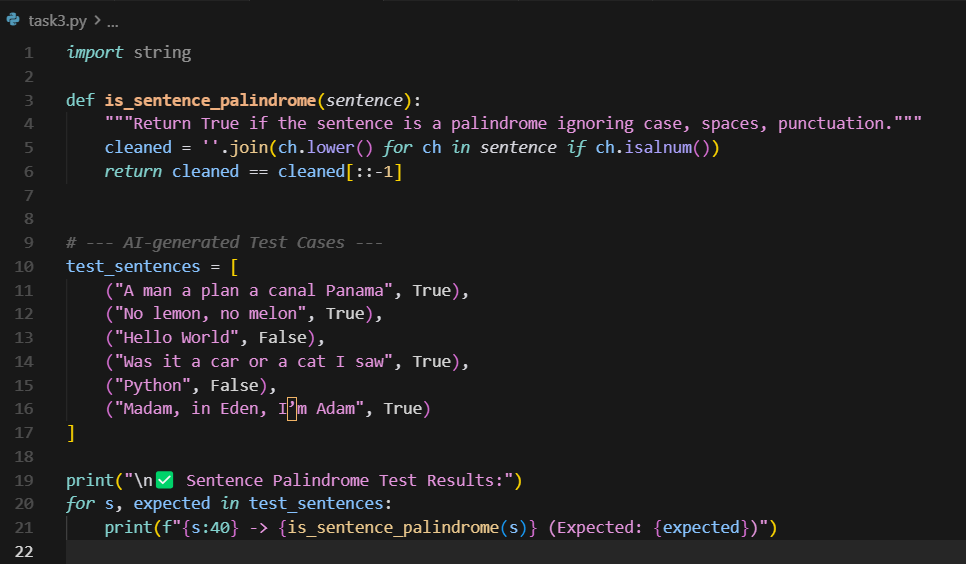 task3.py > ...
1 import string
2
3 def is_sentence_palindrome(sentence):
4     """Return True if the sentence is a palindrome ignoring case, spaces, punctuation."""
5     cleaned = ''.join(ch.lower() for ch in sentence if ch.isalnum())
6     return cleaned == cleaned[::-1]
7
8
9 # --- AI-generated Test Cases ---
10 test_sentences = [
11     ("A man a plan a canal Panama", True),
12     ("No lemon, no melon", True),
13     ("Hello World", False),
14     ("Was it a car or a cat I saw", True),
15     ("Python", False),
16     ("Madam, in Eden, I’m Adam", True)
17 ]
18
19 print("\n✅ Sentence Palindrome Test Results:")
20 for s, expected in test_sentences:
21     print(f"{s:40} -> {is_sentence_palindrome(s)} (Expected: {expected})")
22